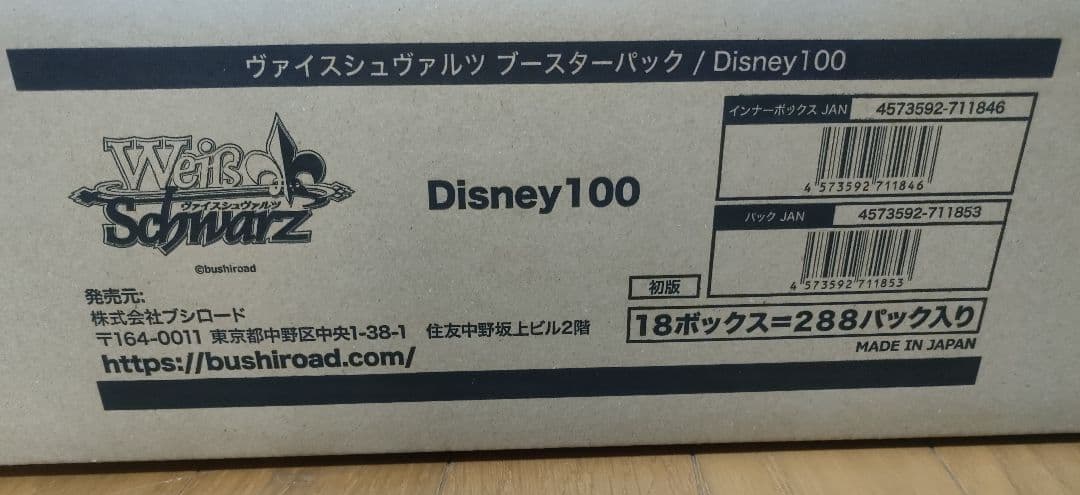 ヴァイスシュヴァルツ ブースターパック / Disney100
インナーボックス JAN 4573592-711846
4 573592 711846
Weiß
ヴァイスシュヴァルツ
Schwarz
©bushiroad
Disney100
パック JAN 4573592-711853
4 573592 711853
初版
18ボックス=288パック入り
MADE IN JAPAN
発売元:
株式会社ブシロード
〒164-0011 東京都中野区中央1-38-1 住友中野坂上ビル2階
https://bushiroad.com/